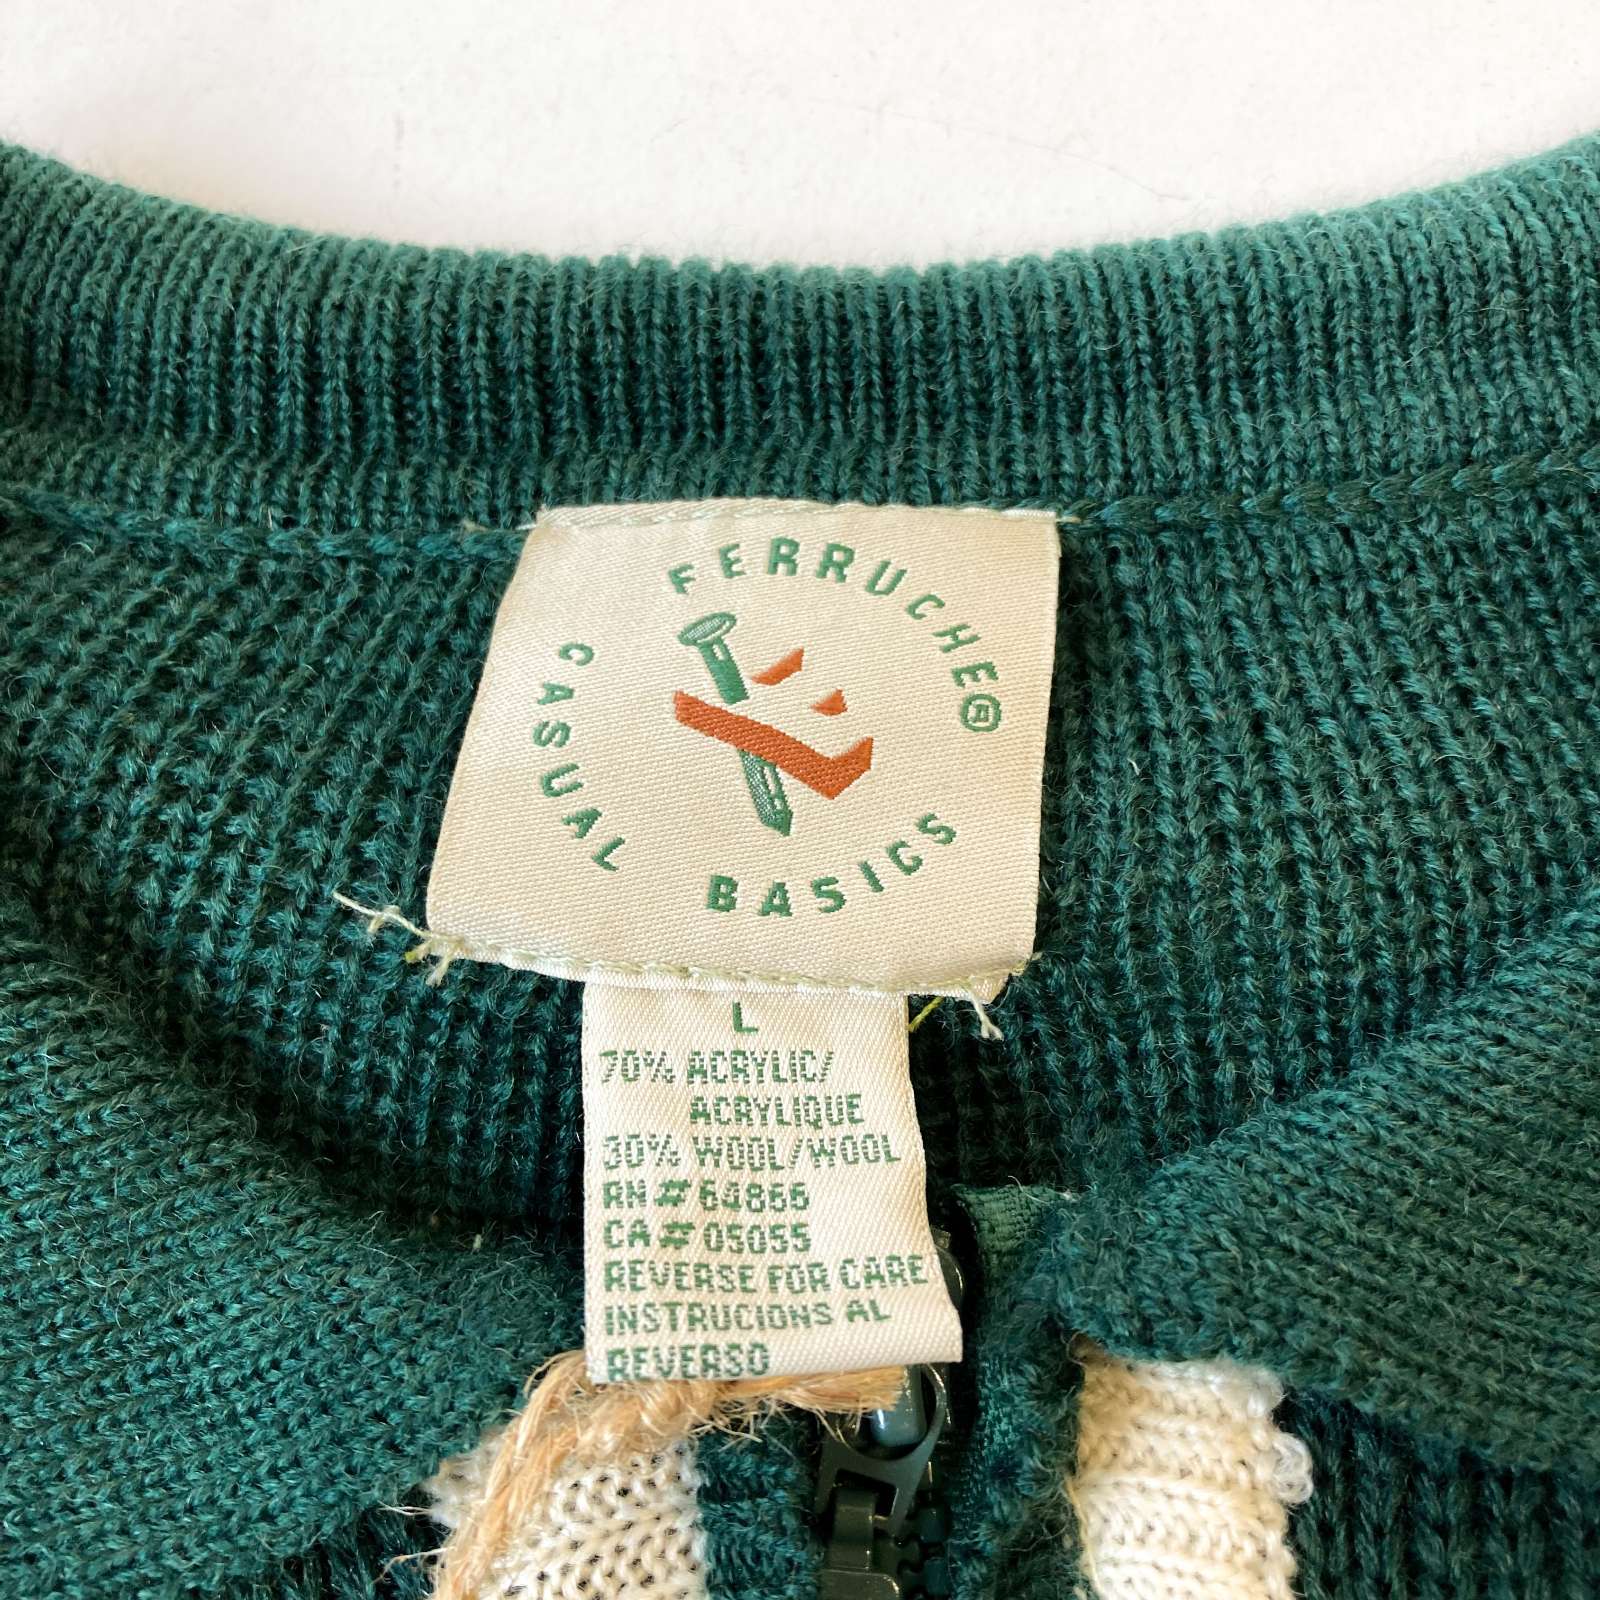 FERRUCHE®
CASUAL BASICS
L
70% ACRYLIC/
ACRYLIQUE
30% WOOL/WOOL
RN# 64866
CA# 05055
REVERSE FOR CARE
INSTRUCIONS AL
REVERSO